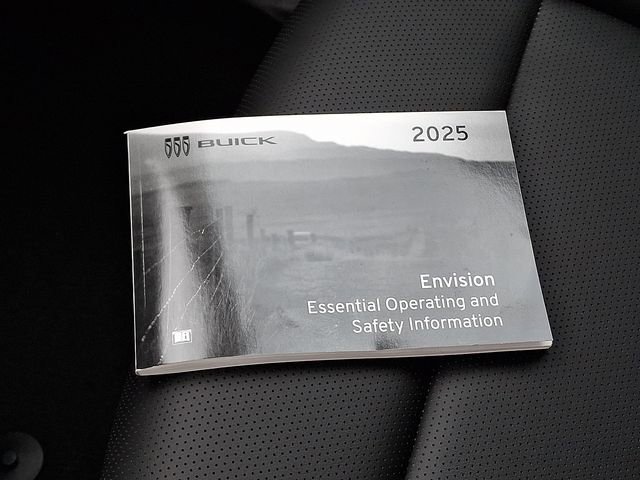 BUICK
2025
Envision
Essential Operating and
Safety Information